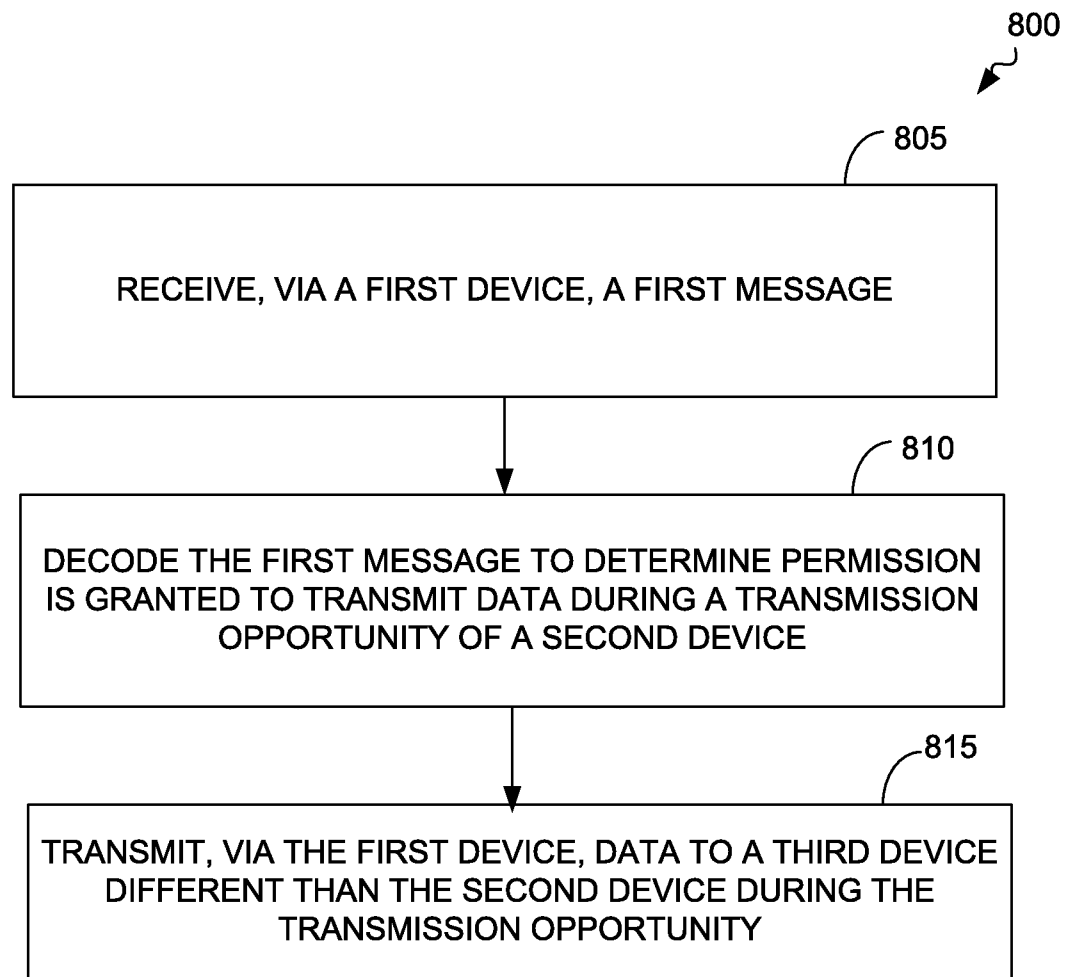 800
805
RECEIVE, VIA A FIRST DEVICE, A FIRST MESSAGE
810
DECODE THE FIRST MESSAGE TO DETERMINE PERMISSION
IS GRANTED TO TRANSMIT DATA DURING A TRANSMISSION
OPPORTUNITY OF A SECOND DEVICE
815
TRANSMIT, VIA THE FIRST DEVICE, DATA TO A THIRD DEVICE
DIFFERENT THAN THE SECOND DEVICE DURING THE
TRANSMISSION OPPORTUNITY